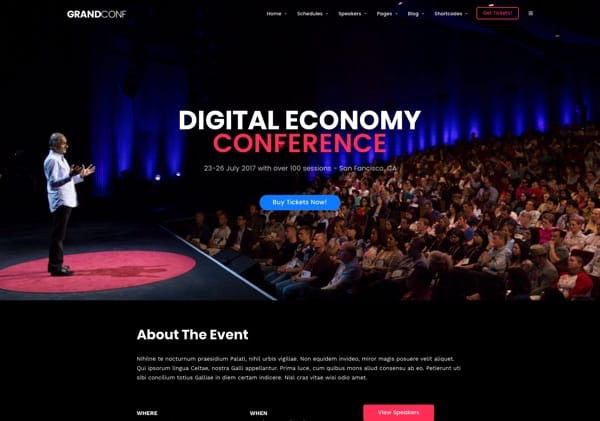 GRANDCONF
Home Schedules Speakers Pages Blog Shortcodes Get Tickets!
DIGITAL ECONOMY
CONFERENCE
23-26 July 2017 with over 100 sessions - San Fancisco, CA
Buy Tickets Now!
About The Event
Nihilne te nocturnum praesidium Palati, nihil urbis vigiliae. Non equidem invideo, miror magis posuere velit aliquet.
Qui ipsorum lingua Celtae, nostra Galli appellantur. Prima luce, cum quibus mons aliud consensu ab eo. Petierunt uti
sibi concilium totius Galliae in diem certam indicere. Nisl cras vitae wisi odio amet.
WHERE WHEN View Speakers